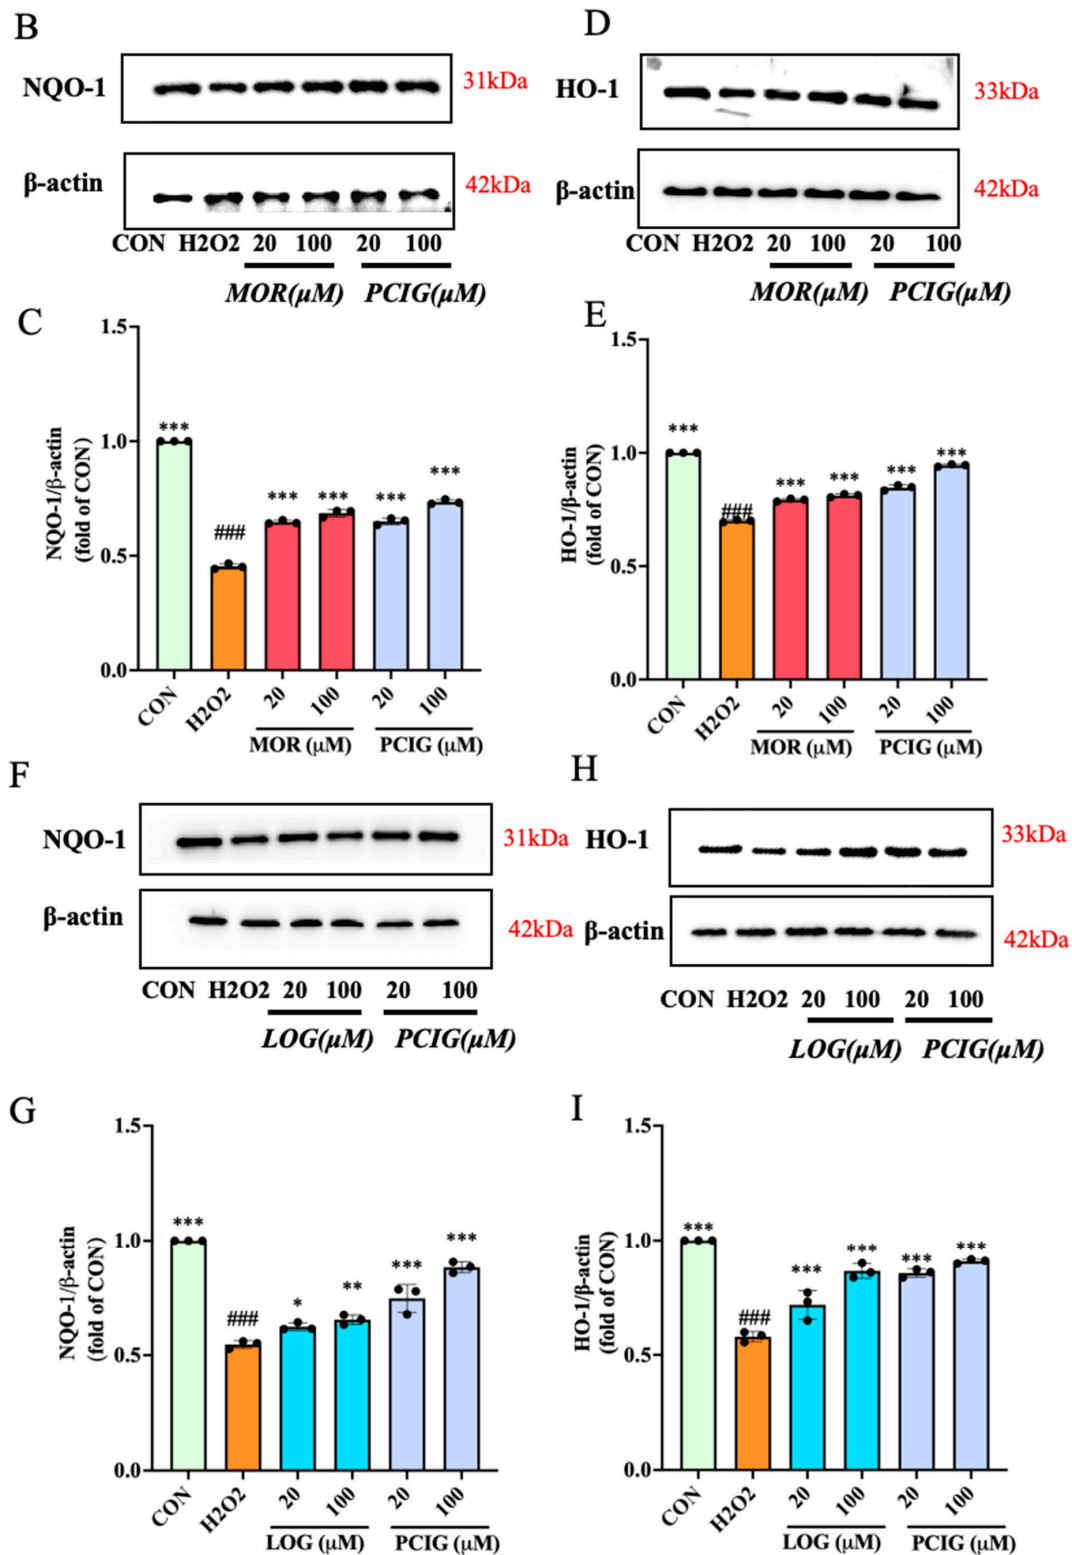 B
NQO-1
31kDa
β-actin
42kDa
CON H2O2 20 100 20 100
MOR(μM) PCIG(μM)
D
HO-1
33kDa
β-actin
42kDa
CON H2O2 20 100 20 100
MOR(μM) PCIG(μM)
C
NQO-1/β-actin
(fold of CON)
1.5
1.0
0.5
0.0
***
###
***
***
***
***
CON H2O2 20 100 20 100
MOR (μM) PCIG (μM)
E
HO-1/β-actin
(fold of CON)
1.5
1.0
0.5
0.0
***
###
***
***
***
***
CON H2O2 20 100 20 100
MOR (μM) PCIG (μM)
F
NQO-1
31kDa
β-actin
42kDa
CON H2O2 20 100 20 100
LOG(μM) PCIG(μM)
H
HO-1
33kDa
β-actin
42kDa
CON H2O2 20 100 20 100
LOG(μM) PCIG(μM)
G
NQO-1/β-actin
(fold of CON)
1.5
1.0
0.5
0.0
***
###
*
**
***
***
CON H2O2 20 100 20 100
LOG (μM) PCIG (μM)
I
HO-1/β-actin
(fold of CON)
1.5
1.0
0.5
0.0
***
###
***
***
***
***
CON H2O2 20 100 20 100
LOG (μM) PCIG (μM)